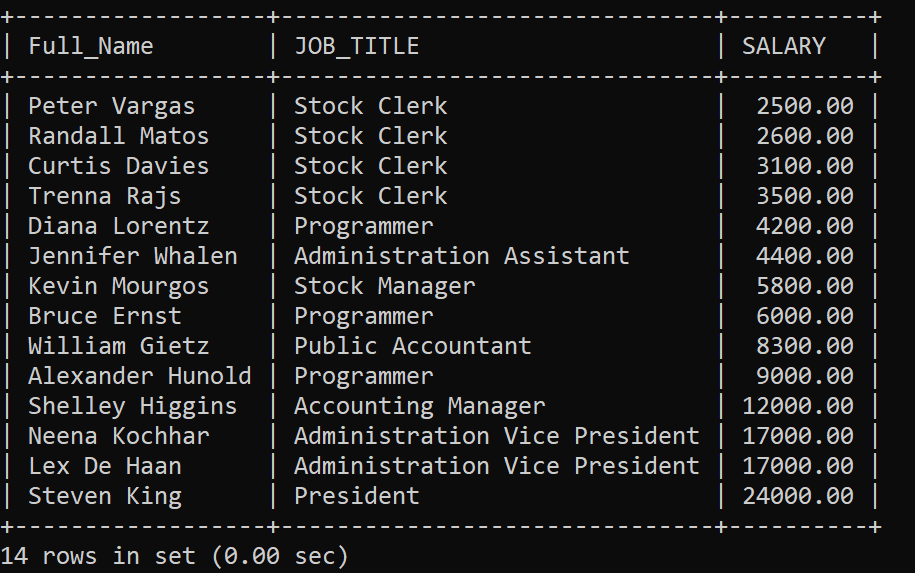 +------------------+-------------------------------+----------+
| Full_Name        | JOB_TITLE                     | SALARY   |
+------------------+-------------------------------+----------+
| Peter Vargas     | Stock Clerk                   |  2500.00 |
| Randall Matos    | Stock Clerk                   |  2600.00 |
| Curtis Davies    | Stock Clerk                   |  3100.00 |
| Trenna Rajs      | Stock Clerk                   |  3500.00 |
| Diana Lorentz    | Programmer                    |  4200.00 |
| Jennifer Whalen  | Administration Assistant      |  4400.00 |
| Kevin Mourgos    | Stock Manager                 |  5800.00 |
| Bruce Ernst      | Programmer                    |  6000.00 |
| William Gietz    | Public Accountant             |  8300.00 |
| Alexander Hunold | Programmer                    |  9000.00 |
| Shelley Higgins  | Accounting Manager            | 12000.00 |
| Neena Kochhar    | Administration Vice President | 17000.00 |
| Lex De Haan      | Administration Vice President | 17000.00 |
| Steven King      | President                     | 24000.00 |
+------------------+-------------------------------+----------+
14 rows in set (0.00 sec)